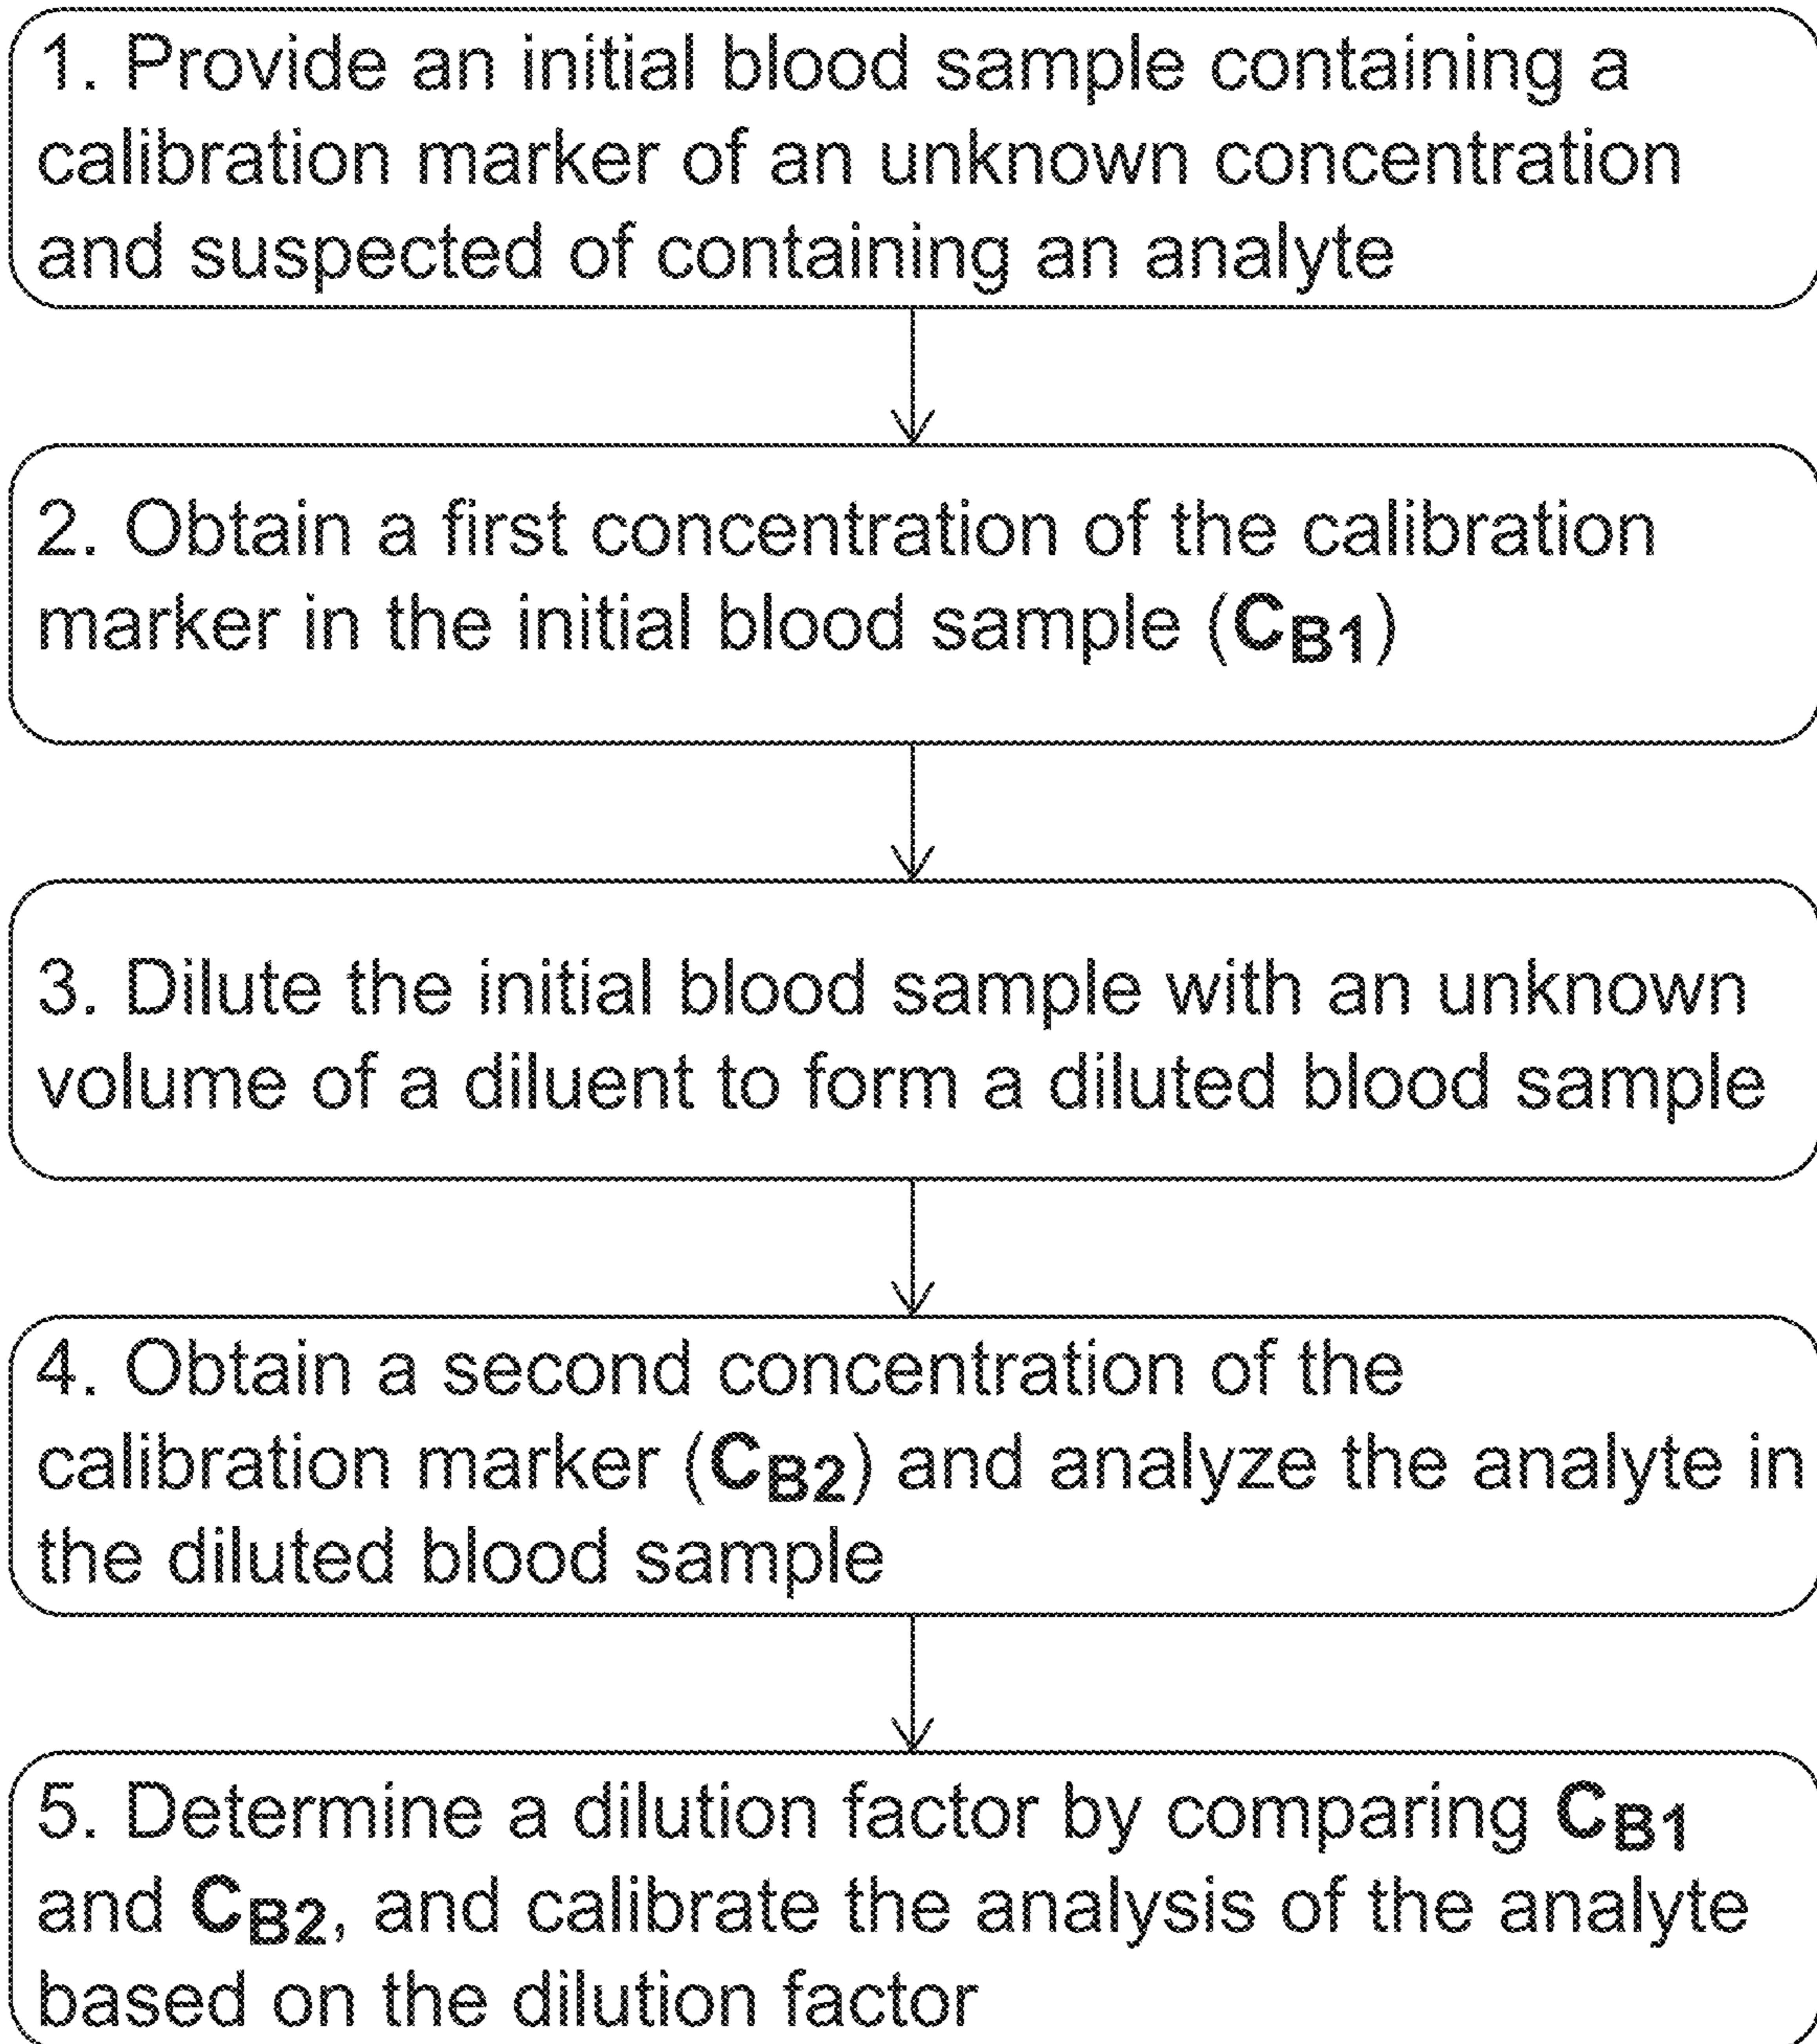 1. Provide an initial blood sample containing a
calibration marker of an unknown concentration
and suspected of containing an analyte
2. Obtain a first concentration of the calibration
marker in the initial blood sample (CB1)
3. Dilute the initial blood sample with an unknown
volume of a diluent to form a diluted blood sample
4. Obtain a second concentration of the
calibration marker (CB2) and analyze the analyte in
the diluted blood sample
5. Determine a dilution factor by comparing CB1
and CB2, and calibrate the analysis of the analyte
based on the dilution factor